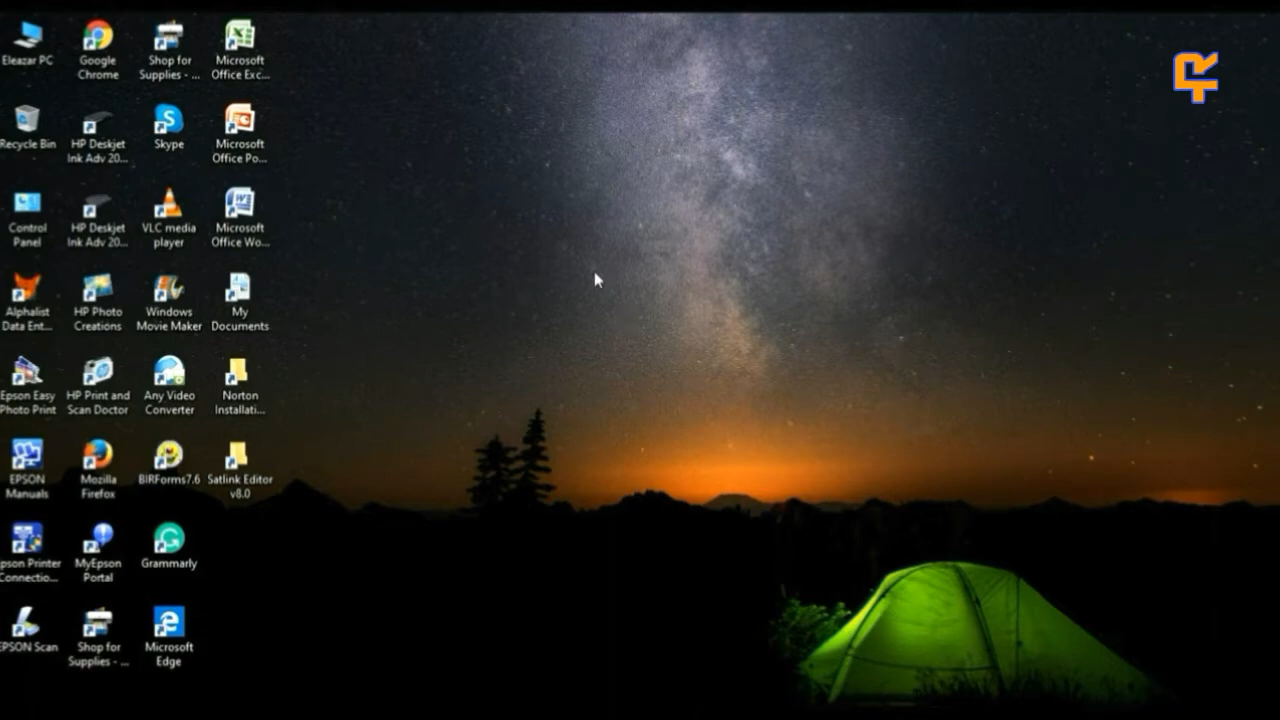 Eleazar PC
Google
Chrome
Shop for
Supplies - ...
Microsoft
Office Exc...
Recycle Bin
HP Deskjet
Ink Adv 20...
Skype
Microsoft
Office Po...
Control
Panel
HP Deskjet
Ink Adv 20...
VLC media
player
Microsoft
Office Wo...
Alphalist
Data Ent...
HP Photo
Creations
Windows
Movie Maker
My
Documents
Epson Easy
Photo Print
HP Print and
Scan Doctor
Any Video
Converter
Norton
Installati...
EPSON
Manuals
Mozilla
Firefox
BIRForms7.6
Satlink Editor
v8.0
pson Printer
Connectio...
MyEpson
Portal
Grammarly
EPSON Scan
Shop for
Supplies - ...
Microsoft
Edge